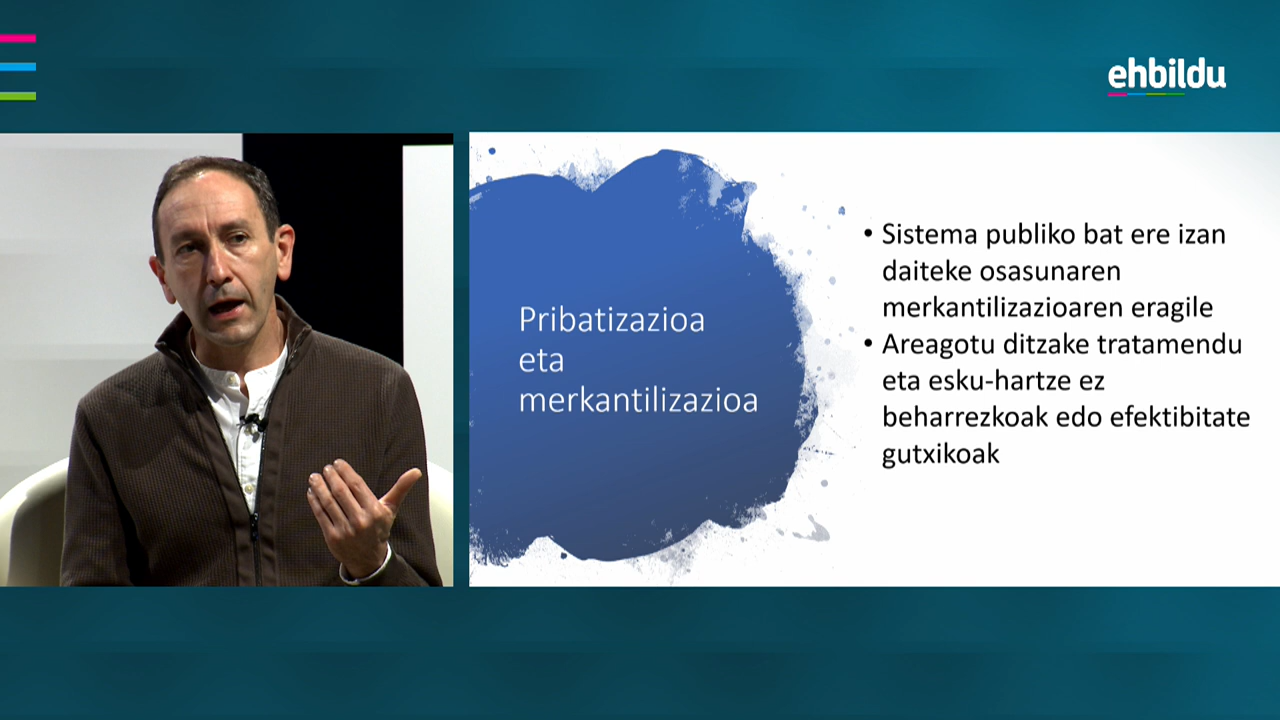 ehbildu
Pribatizazioa
eta
merkantilizazioa
• Sistema publiko bat ere izan
daiteke osasunaren
merkantilizazioaren eragile
• Areagotu ditzake tratamendu
eta esku-hartze ez
beharrezkoak edo efektibitate
gutxikoak